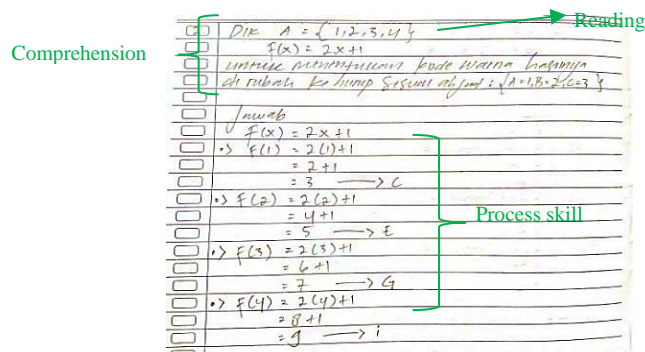 Reading
Comprehension
Dik A = {1,2,3,4}
F(x) = 2x+1
untuk menentukan kode warna hasinya
di rubah ke hurup sesuai abjad : {A=1, B=2, C=3}
Jawab
F(x) = 2x+1
•> F(1) = 2(1)+1
= 2+1
= 3 → C
•> F(2) = 2(2)+1
= 4+1
= 5 → E
•> F(3) = 2(3)+1
= 6+1
= 7 → G
•> F(4) = 2(4)+1
= 8+1
= 9 → i
Process skill